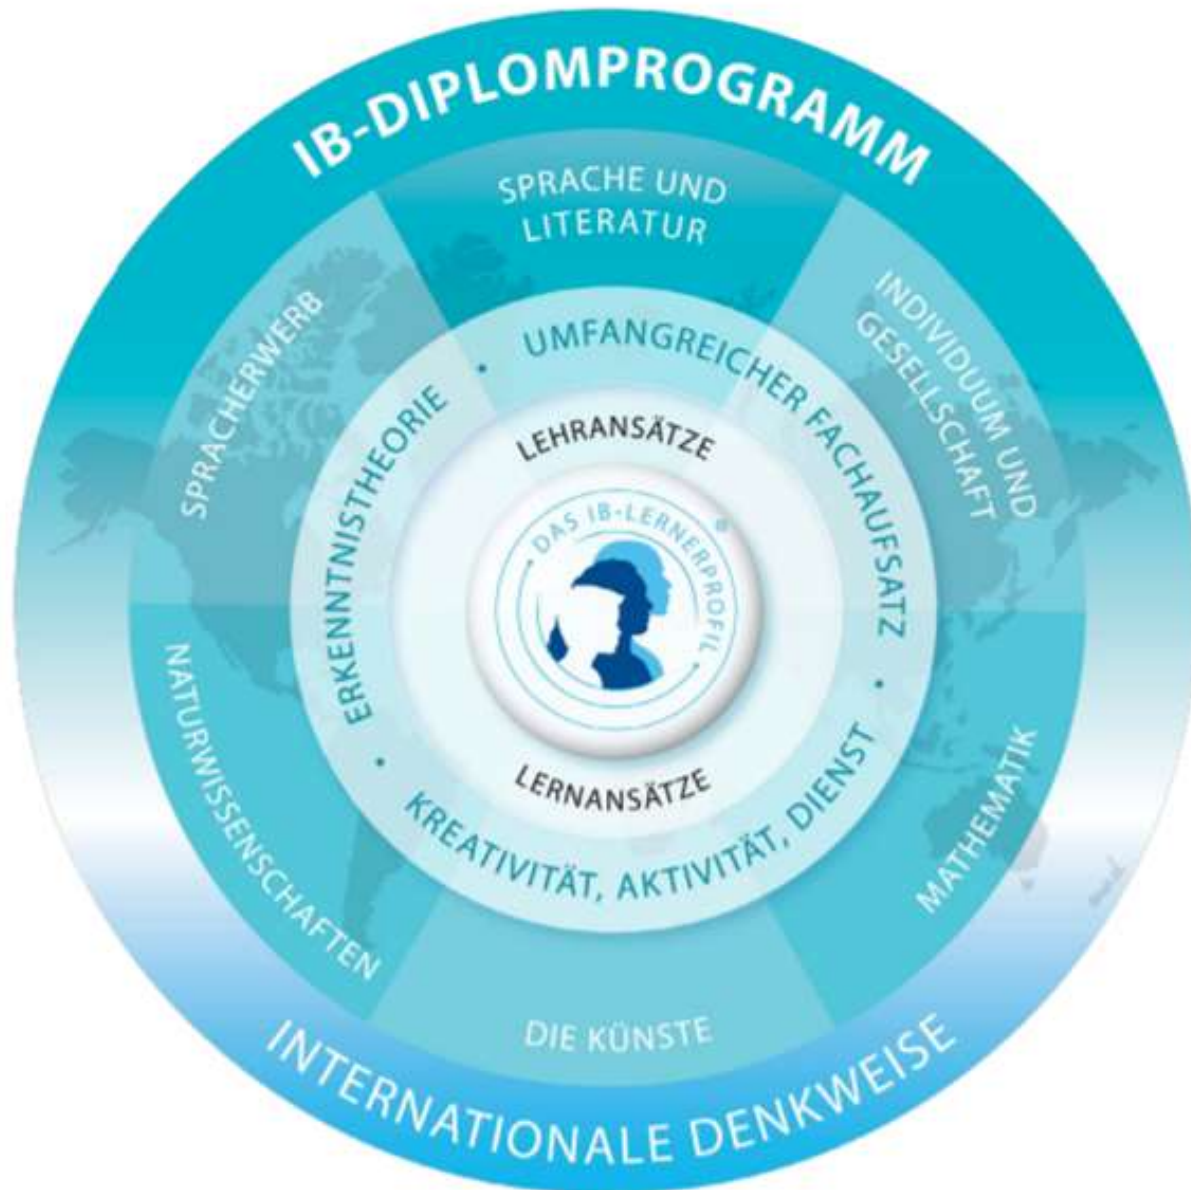 IB-DIPLOMPROGRAMM
SPRACHE UND
LITERATUR
SPRACHERWERB
INDIVIDUUM UND
GESELLSCHAFT
UMFANGREICHER FACHAUFSATZ
ERKENNTNISTHEORIE
LEHRANSÄTZE
DAS IB-LERNERPROFIL
®
LERNANSÄTZE
KREATIVITÄT, AKTIVITÄT, DIENST
NATURWISSENSCHAFTEN
MATHEMATIK
DIE KÜNSTE
INTERNATIONALE DENKWEISE